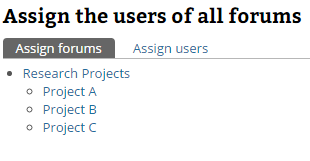 Assign the users of all forums
Assign forums Assign users
Research Projects
Project A
Project B
Project C